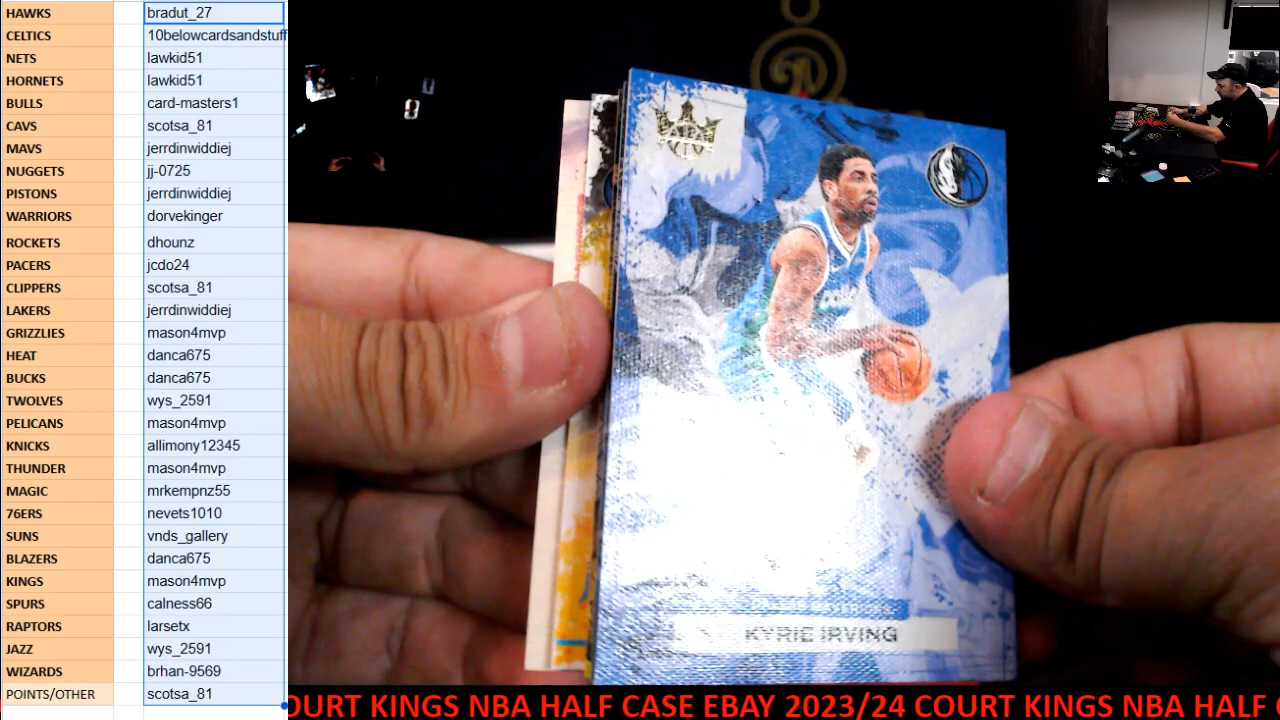 HAWKS bradut_27
CELTICS 10belowcardsandstuff
NETS lawkid51
HORNETS lawkid51
BULLS card-masters1
CAVS scotsa_81
MAVS jerrdinwiddiej
NUGGETS jj-0725
PISTONS jerrdinwiddiej
WARRIORS dorvekinger
ROCKETS dhounz
PACERS jcdo24
CLIPPERS scotsa_81
LAKERS jerrdinwiddiej
GRIZZLIES mason4mvp
HEAT danca675
BUCKS danca675
TWOLVES wys_2591
PELICANS mason4mvp
KNICKS allimony12345
THUNDER mason4mvp
MAGIC mrkempnz55
76ERS nevets1010
SUNS vnds_gallery
BLAZERS danca675
KINGS mason4mvp
SPURS calness66
RAPTORS larsetx
JAZZ wys_2591
WIZARDS brhan-9569
POINTS/OTHER scotsa_81
KYRIE IRVING
OURT KINGS NBA HALF CASE EBAY 2023/24 COURT KINGS NBA HALF